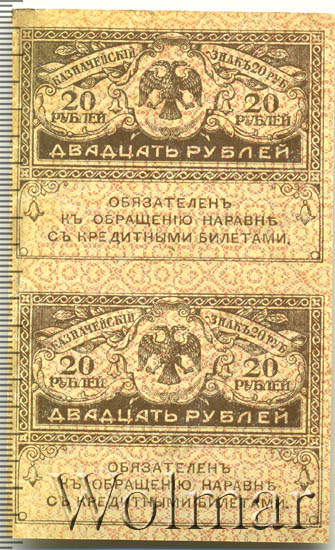 КАЗНАЧЕЙСКІЙ ЗНАКЪ 20 РУБ.
20 РУБЛЕЙ 20 РУБЛЕЙ
ДВАДЦАТЬ РУБЛЕЙ
ОБЯЗАТЕЛЕНЪ
КЪ ОБРАЩЕНІЮ НАРАВНѢ
СЪ КРЕДИТНЫМИ БИЛЕТАМИ.
КАЗНАЧЕЙСКІЙ ЗНАКЪ 20 РУБ.
20 РУБЛЕЙ 20 РУБЛЕЙ
ДВАДЦАТЬ РУБЛЕЙ
ОБЯЗАТЕЛЕНЪ
КЪ ОБРАЩЕНІЮ НАРАВНѢ
СЪ КРЕДИТНЫМИ БИЛЕТАМИ.
Wolmar